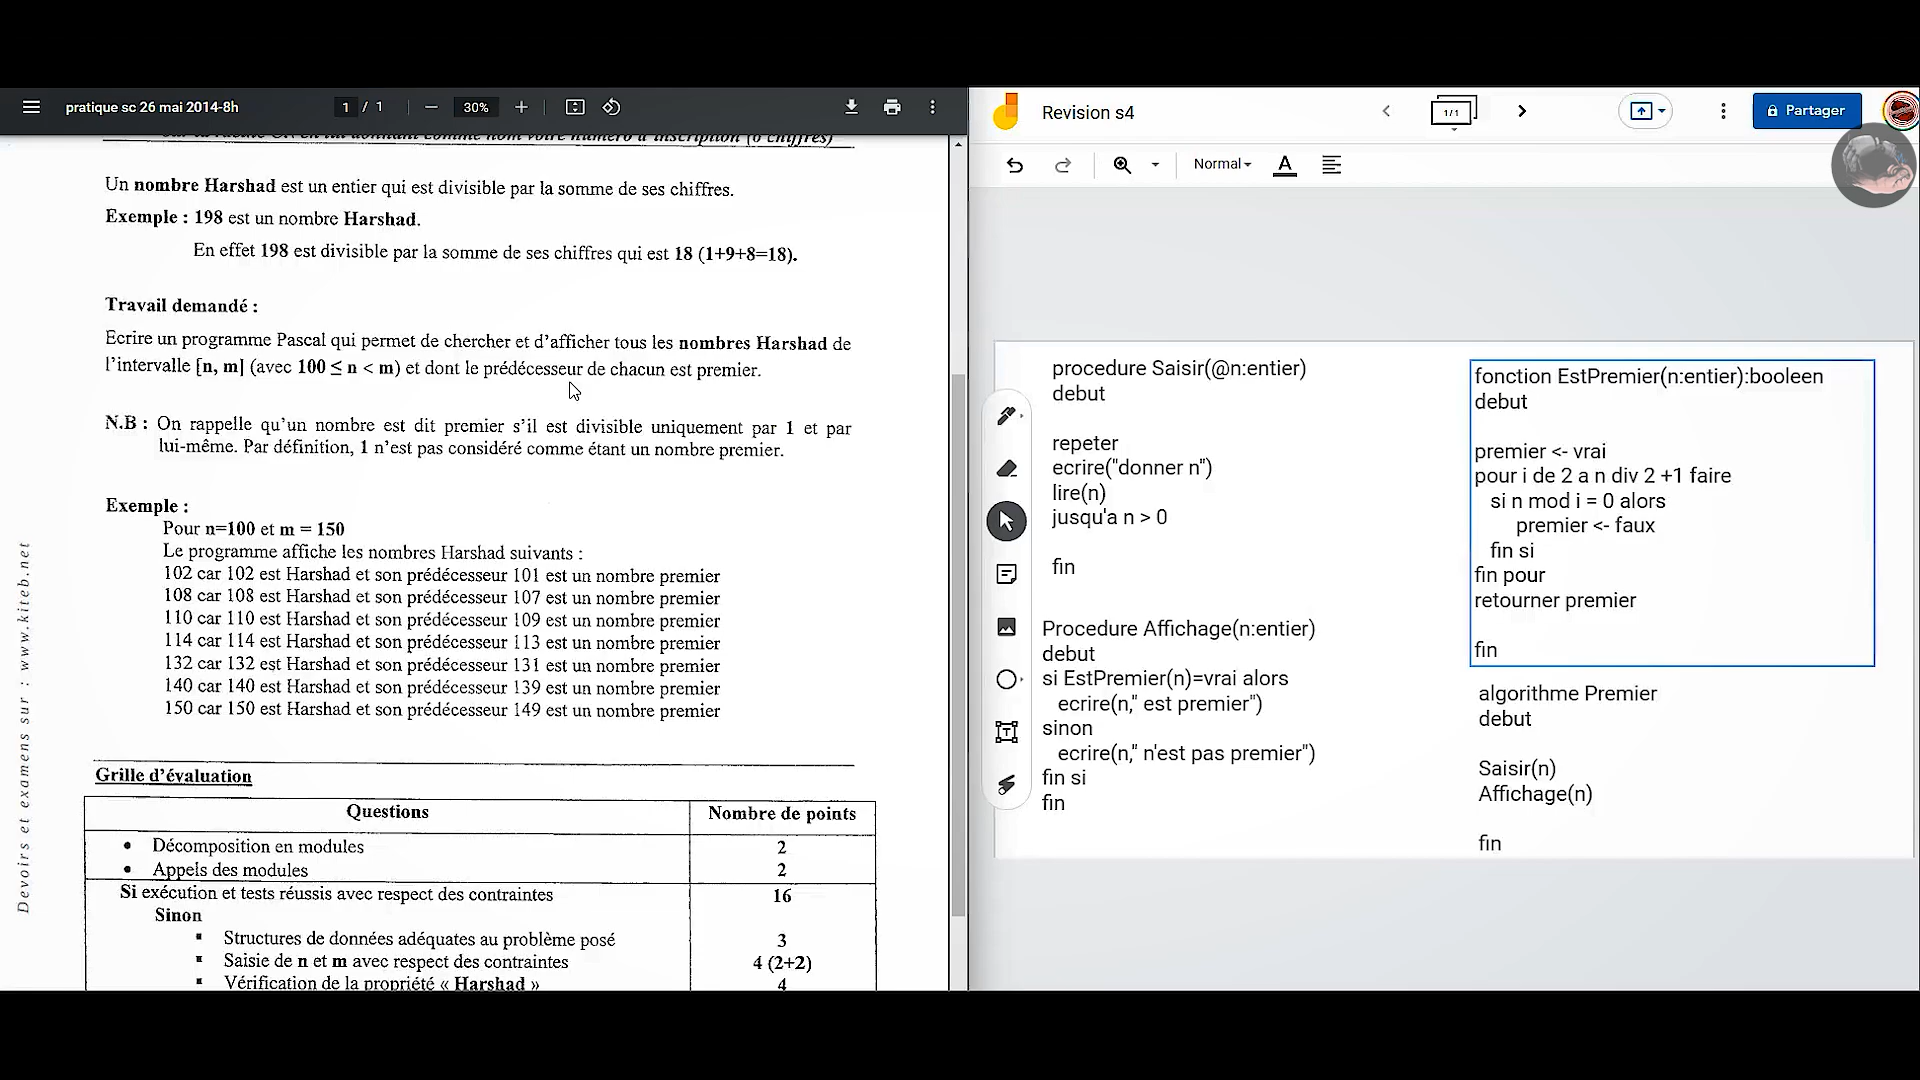 pratique sc 26 mai 2014-8h
1 / 1
30%
sur la racine C: en lui donnant comme nom votre numéro d'inscription (6 chiffres)
Un nombre Harshad est un entier qui est divisible par la somme de ses chiffres.
Exemple : 198 est un nombre Harshad.
En effet 198 est divisible par la somme de ses chiffres qui est 18 (1+9+8=18).
Travail demandé :
Ecrire un programme Pascal qui permet de chercher et d'afficher tous les nombres Harshad de
l'intervalle [n, m] (avec 100 ≤ n < m) et dont le prédécesseur de chacun est premier.
N.B : On rappelle qu'un nombre est dit premier s'il est divisible uniquement par 1 et par
lui-même. Par définition, 1 n'est pas considéré comme étant un nombre premier.
Exemple :
Pour n=100 et m = 150
Le programme affiche les nombres Harshad suivants :
102 car 102 est Harshad et son prédécesseur 101 est un nombre premier
108 car 108 est Harshad et son prédécesseur 107 est un nombre premier
110 car 110 est Harshad et son prédécesseur 109 est un nombre premier
114 car 114 est Harshad et son prédécesseur 113 est un nombre premier
132 car 132 est Harshad et son prédécesseur 131 est un nombre premier
140 car 140 est Harshad et son prédécesseur 139 est un nombre premier
150 car 150 est Harshad et son prédécesseur 149 est un nombre premier
Devoirs et examens sur : www.kiteb.net
Grille d'évaluation
Questions Nombre de points
• Décomposition en modules 2
• Appels des modules 2
Si exécution et tests réussis avec respect des contraintes 16
Sinon
▪ Structures de données adéquates au problème posé 3
▪ Saisie de n et m avec respect des contraintes 4 (2+2)
▪ Vérification de la propriété « Harshad » 4
Revision s4
1/1
Partager
Normal
A
procedure Saisir(@n:entier)
debut
repeter
ecrire("donner n")
lire(n)
jusqu'a n > 0
fin
Procedure Affichage(n:entier)
debut
si EstPremier(n)=vrai alors
ecrire(n," est premier")
sinon
ecrire(n," n'est pas premier")
fin si
fin
fonction EstPremier(n:entier):booleen
debut
premier <- vrai
pour i de 2 a n div 2 +1 faire
si n mod i = 0 alors
premier <- faux
fin si
fin pour
retourner premier
fin
algorithme Premier
debut
Saisir(n)
Affichage(n)
fin